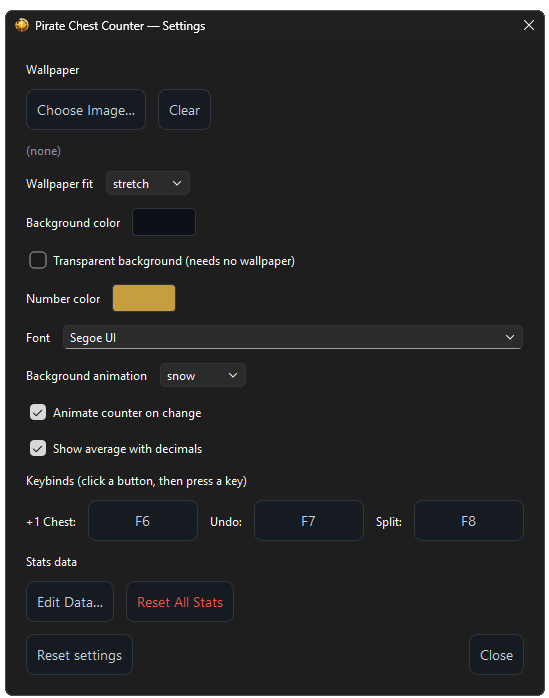 Pirate Chest Counter — Settings
Wallpaper
Choose Image... Clear
(none)
Wallpaper fit stretch
Background color
Transparent background (needs no wallpaper)
Number color
Font Segoe UI
Background animation snow
Animate counter on change
Show average with decimals
Keybinds (click a button, then press a key)
+1 Chest: F6 Undo: F7 Split: F8
Stats data
Edit Data... Reset All Stats
Reset settings Close